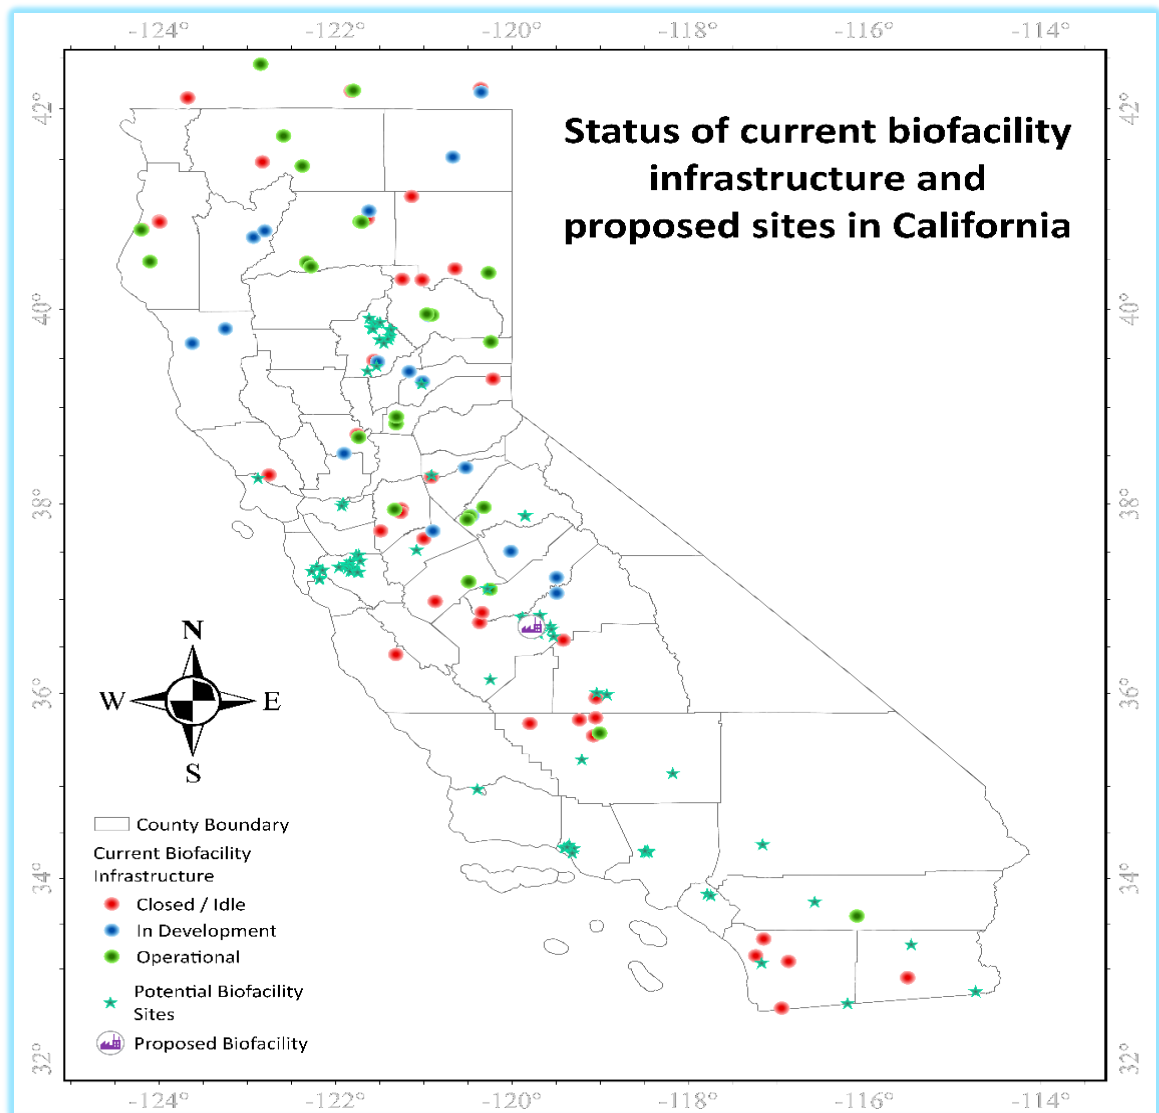 -124° -122° -120° -118° -116° -114°
42° 42°
Status of current biofacility
infrastructure and
proposed sites in California
40° 40°
38° 38°
N
W E
S
36° 36°
County Boundary
Current Biofacility
Infrastructure
34° 34°
Closed / Idle
In Development
Operational
Potential Biofacility
Sites
Proposed Biofacility
32° 32°
-124° -122° -120° -118° -116° -114°